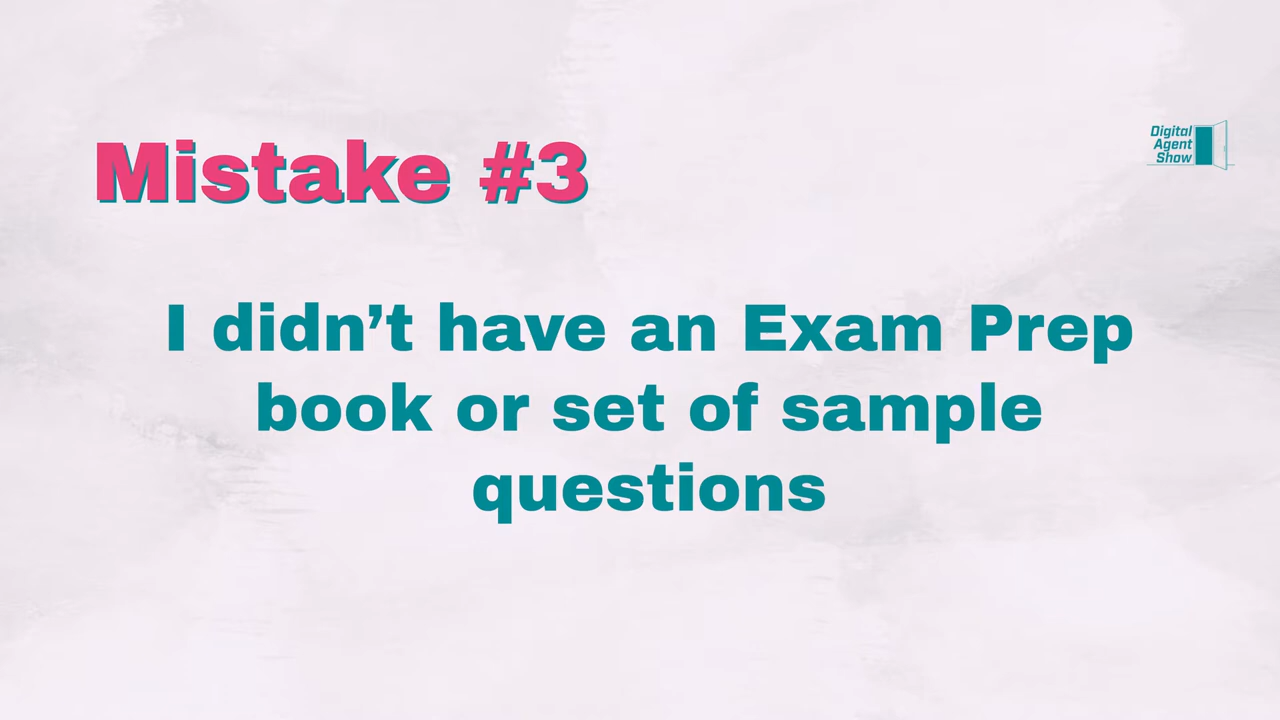 Mistake #3
Digital
Agent
Show
I didn’t have an Exam Prep
book or set of sample
questions